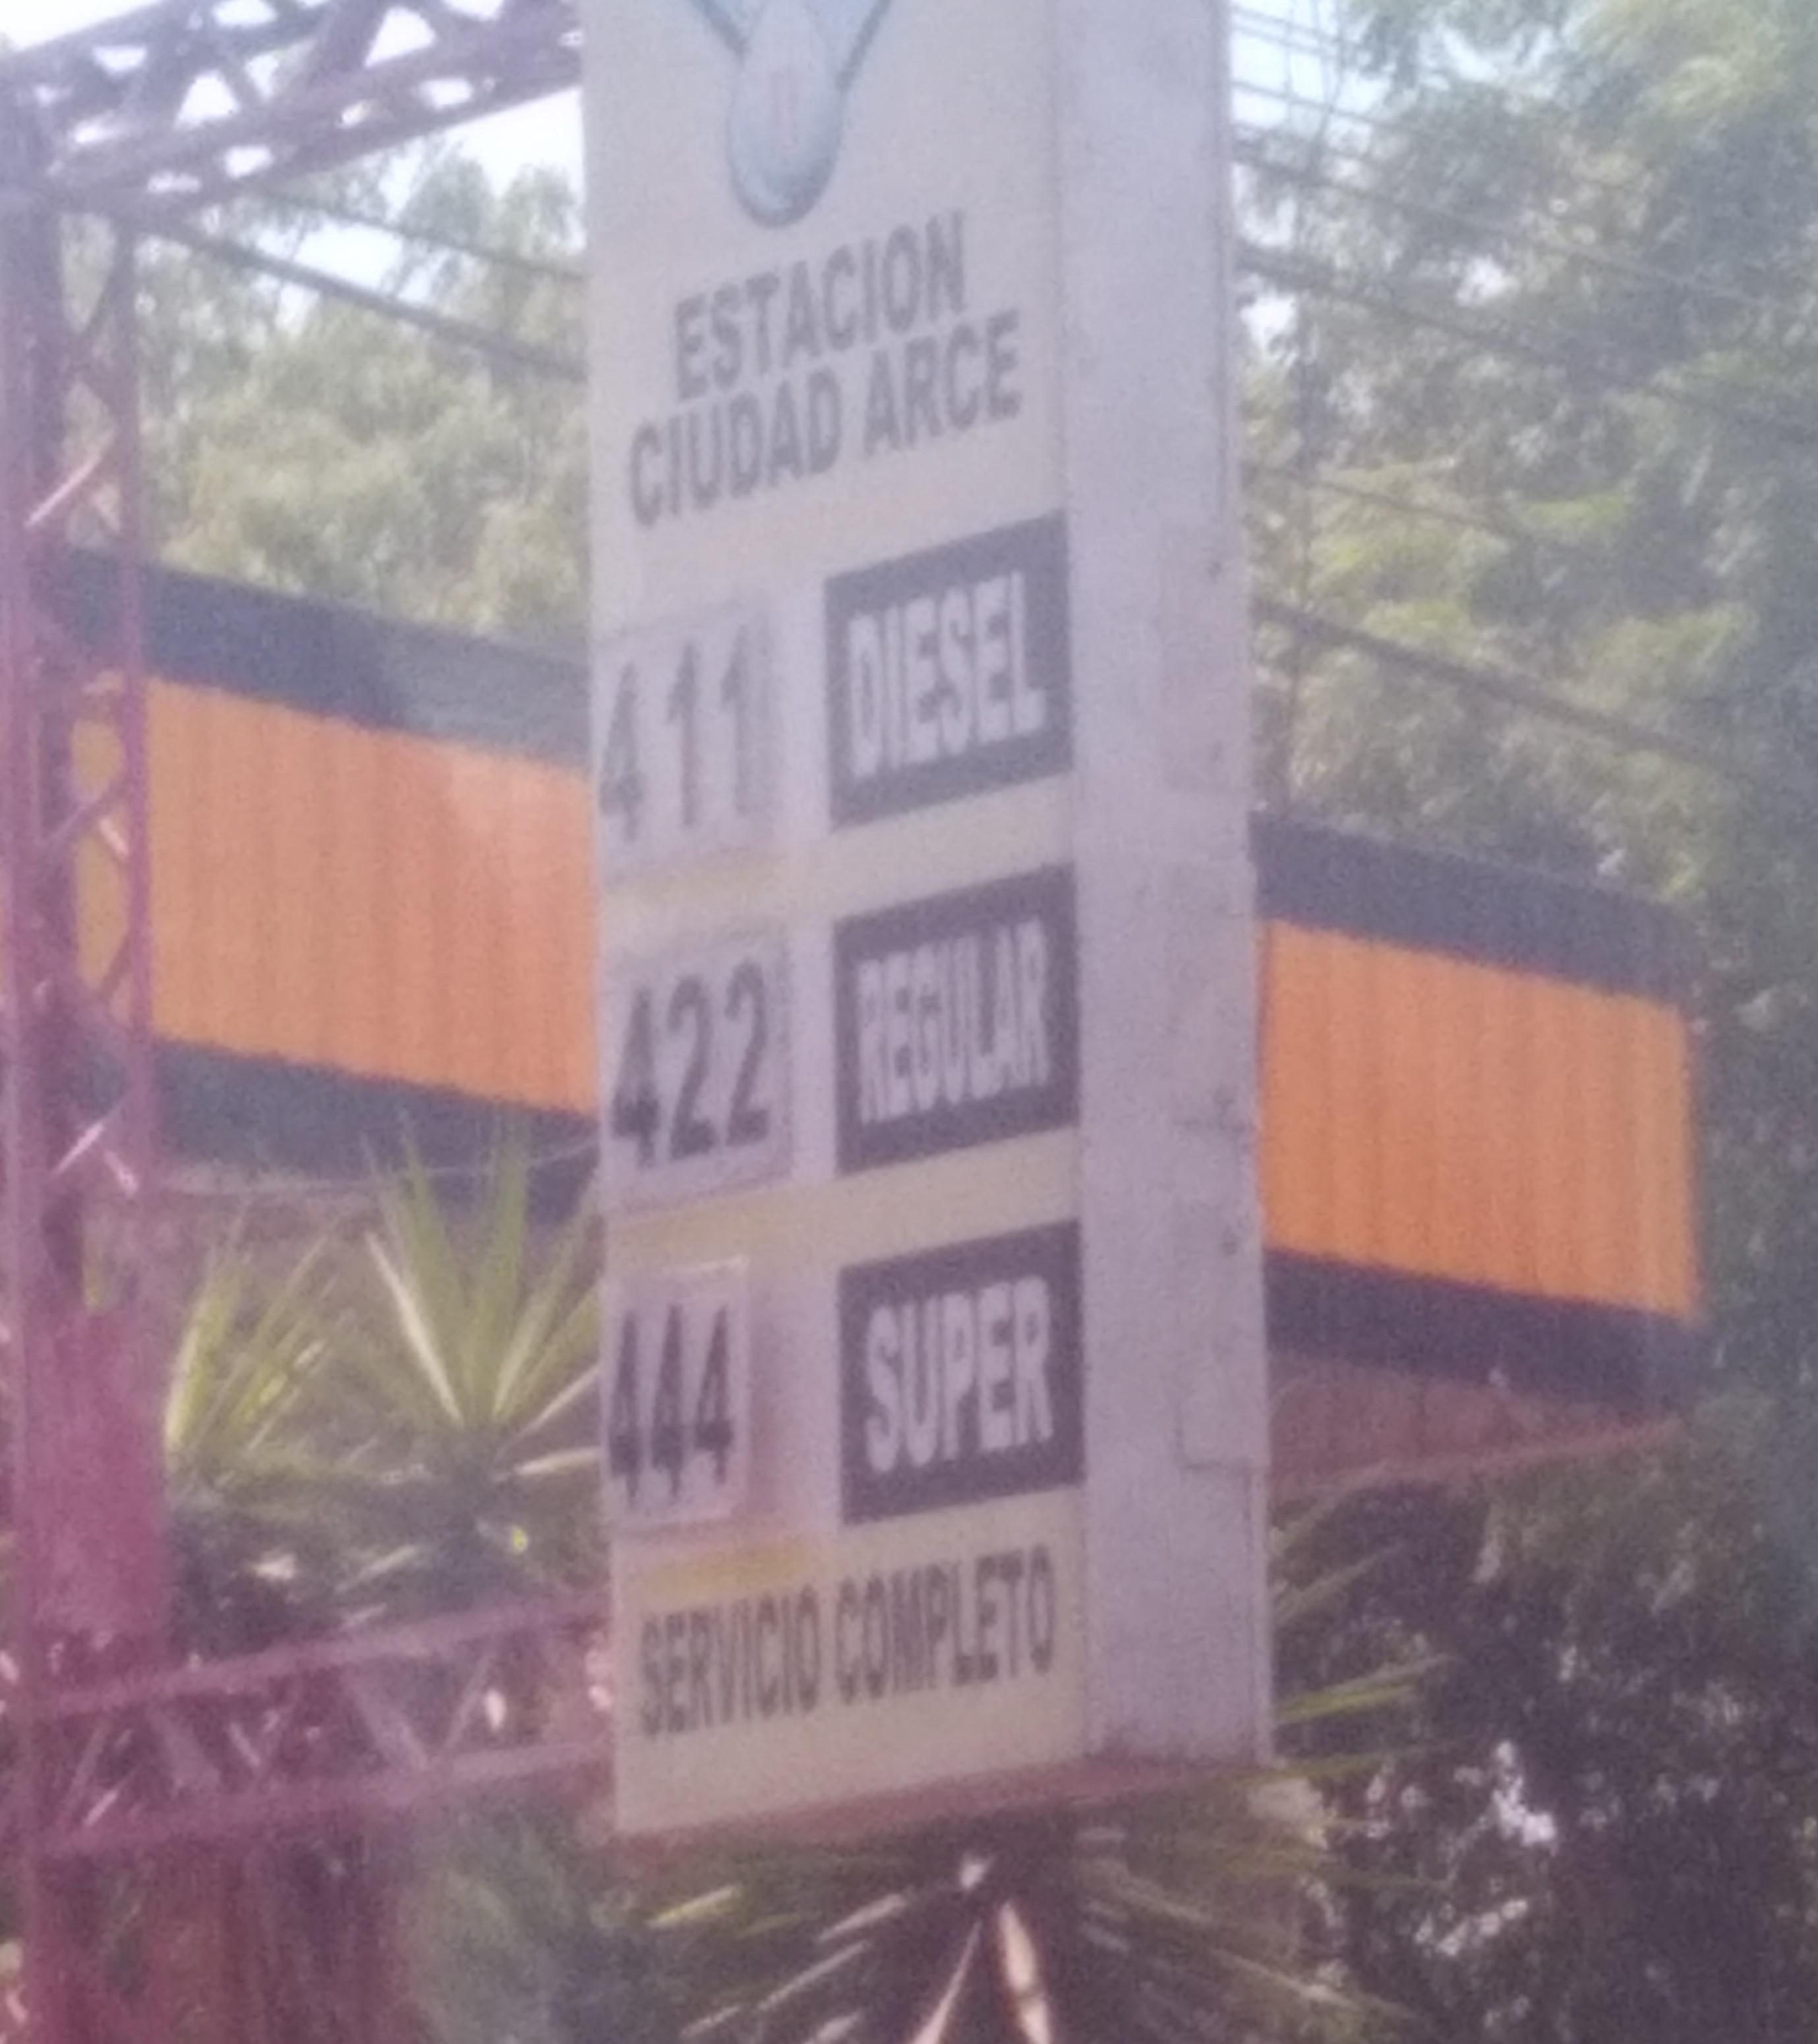 ESTACION
CIUDAD ARCE
411 DIESEL
422 REGULAR
444 SUPER
SERVICIO COMPLETO